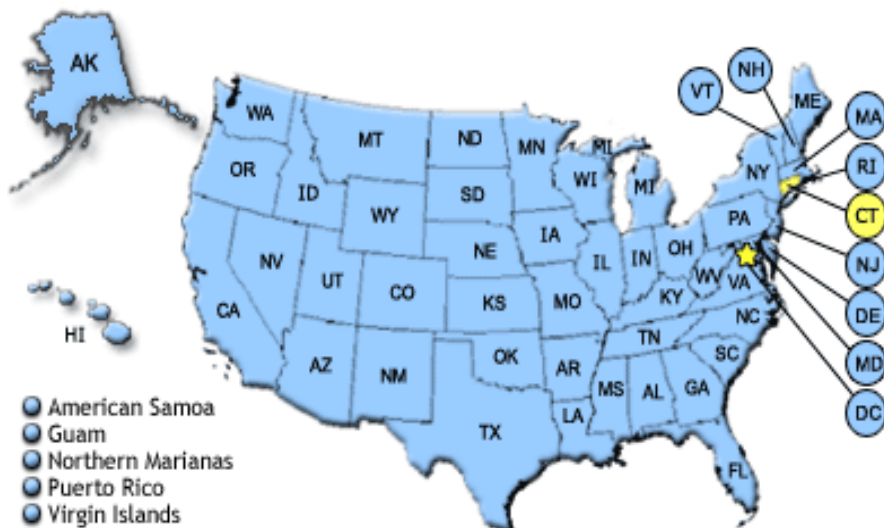 AK
NH
VT
ME
MA
WA
MT
ND
MN
MI
OR
ID
SD
WI
MI
NY
RI
WY
CT
PA
IA
NE
NV
UT
CO
IL
IN
OH
NJ
WV
VA
CA
KS
MO
KY
DE
HI
NC
TN
AZ
NM
OK
AR
SC
MD
MS
AL
GA
DC
American Samoa
LA
Guam
TX
Northern Marianas
FL
Puerto Rico
Virgin Islands